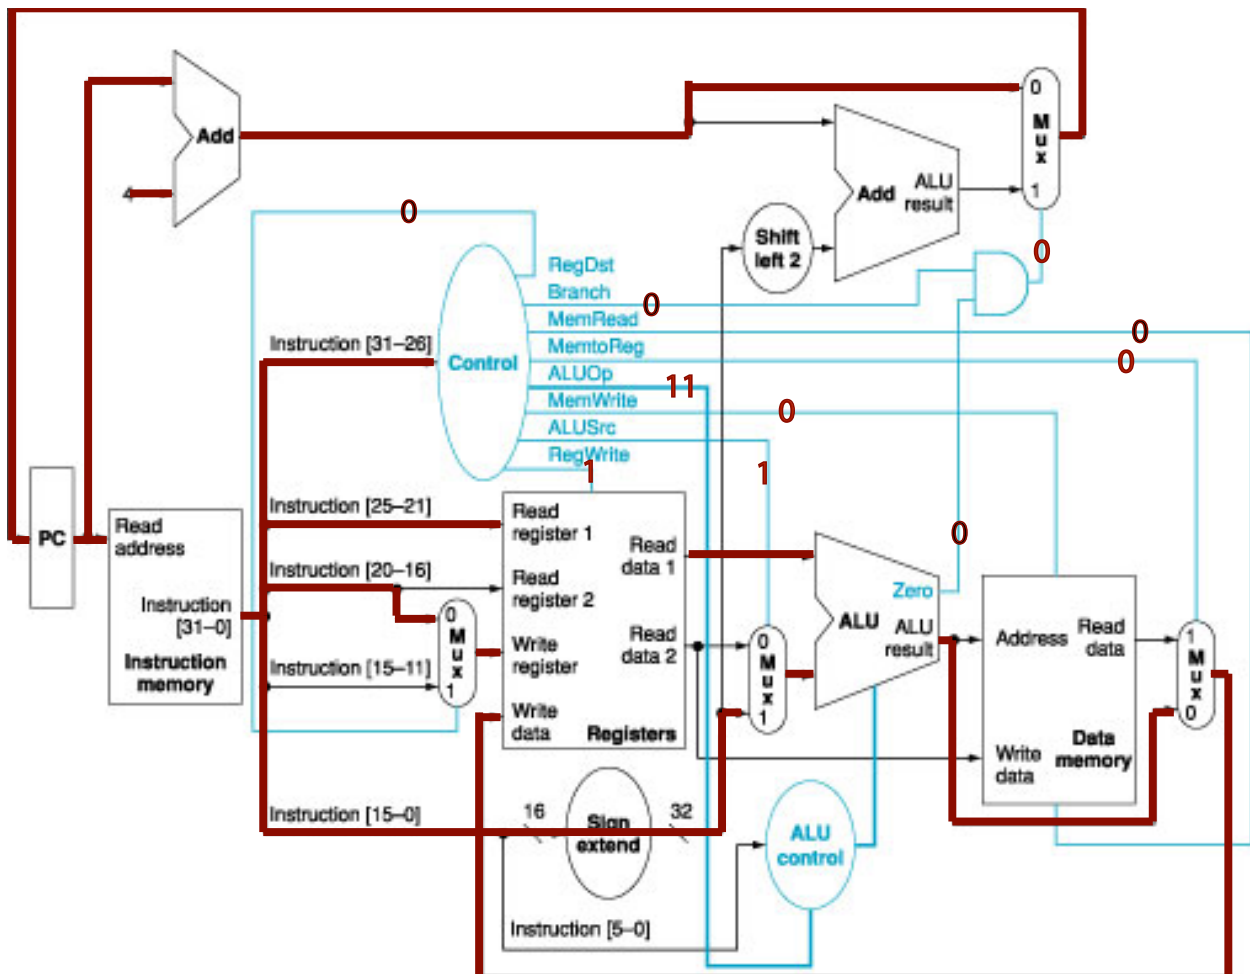 0
Add
M
u
x
4
ALU
Add
result
1
0
Shift
left 2
0
RegDst
Branch
0
MemRead
0
Instruction [31–26]
MemtoReg
0
Control
ALUOp
11
MemWrite
0
ALUSrc
RegWrite
1
1
Instruction [25–21]
Read
register 1
PC
Read
address
0
Read
data 1
Instruction [20–16]
Read
register 2
Zero
Instruction
[31–0]
0
M
u
x
1
Write
register
Read
data 2
0
M
u
x
1
ALU
ALU
result
Address
Read
data
1
M
u
x
0
Instruction
memory
Instruction [15–11]
Write
data
Registers
Write
data
Data
memory
Instruction [15–0]
16
Sign
extend
32
ALU
control
Instruction [5–0]